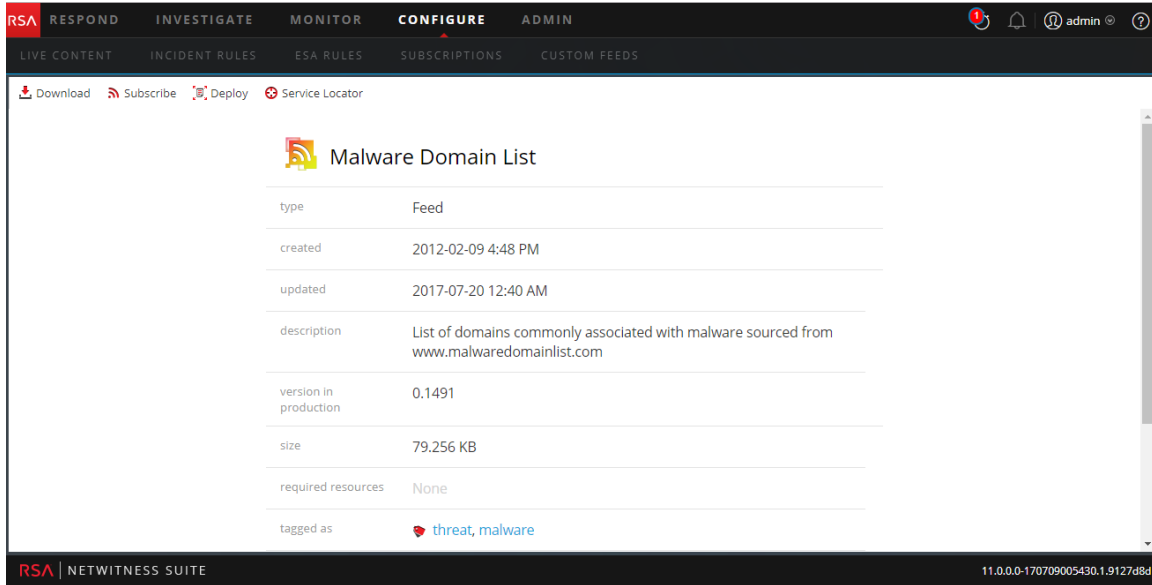 RSA RESPOND INVESTIGATE MONITOR CONFIGURE ADMIN 1 admin ?
LIVE CONTENT INCIDENT RULES ESA RULES SUBSCRIPTIONS CUSTOM FEEDS
Download Subscribe Deploy Service Locator
Malware Domain List
type Feed
created 2012-02-09 4:48 PM
updated 2017-07-20 12:40 AM
description List of domains commonly associated with malware sourced from
www.malwaredomainlist.com
version in
production 0.1491
size 79.256 KB
required resources None
tagged as threat, malware
RSA NETWITNESS SUITE 11.0.0.0-170709005430.1.9127d8d